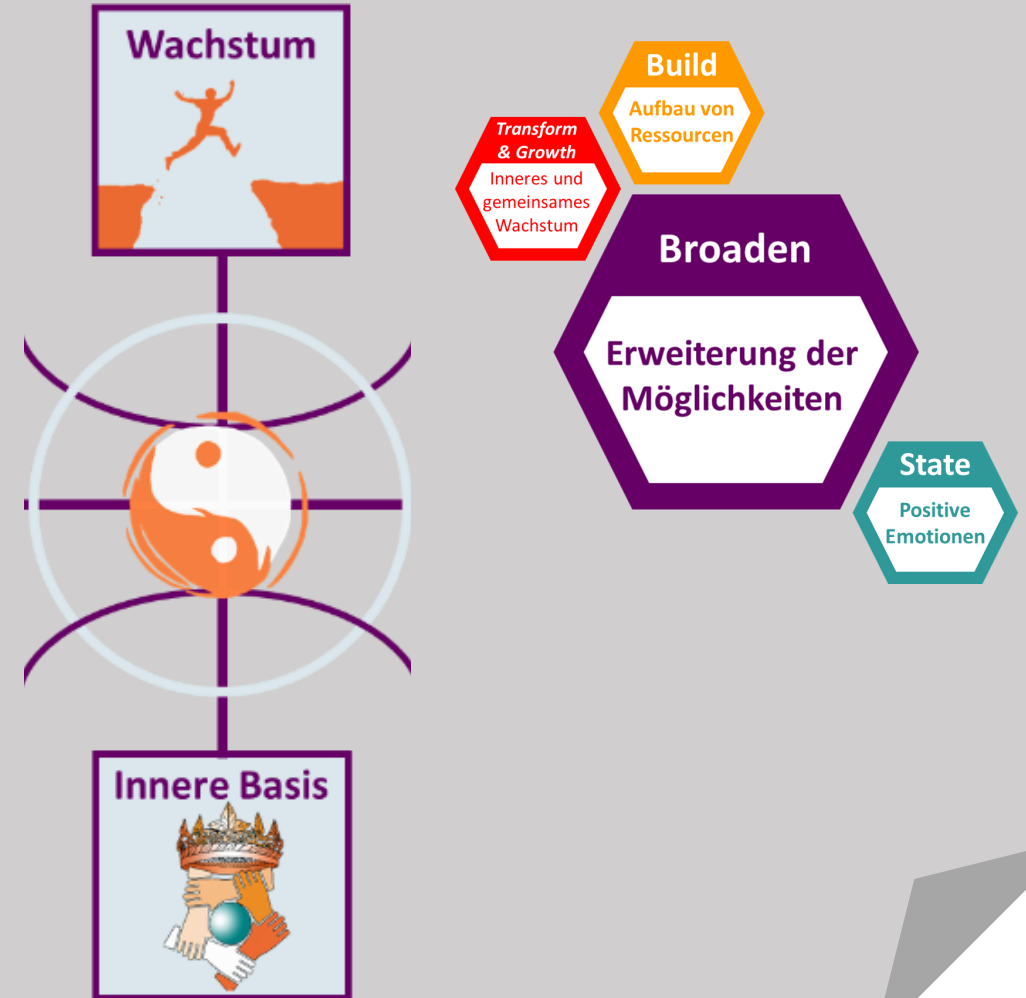 Wachstum
Build
Aufbau von
Ressourcen
Transform
& Growth
Inneres und
gemeinsames
Wachstum
Broaden
Erweiterung der
Möglichkeiten
State
Positive
Emotionen
Innere Basis